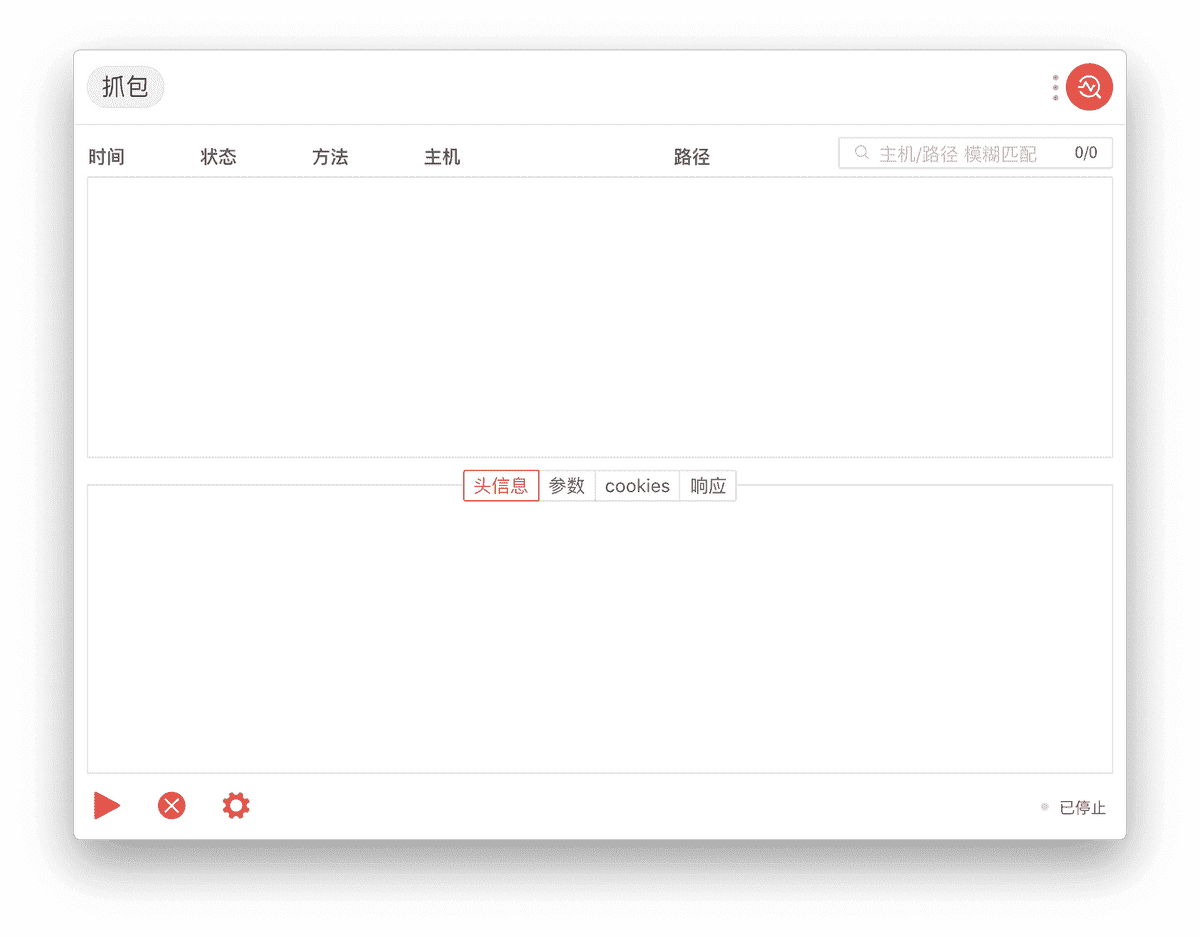 抓包
时间 状态 方法 主机 路径 主机/路径 模糊匹配 0/0
头信息 参数 cookies 响应
已停止